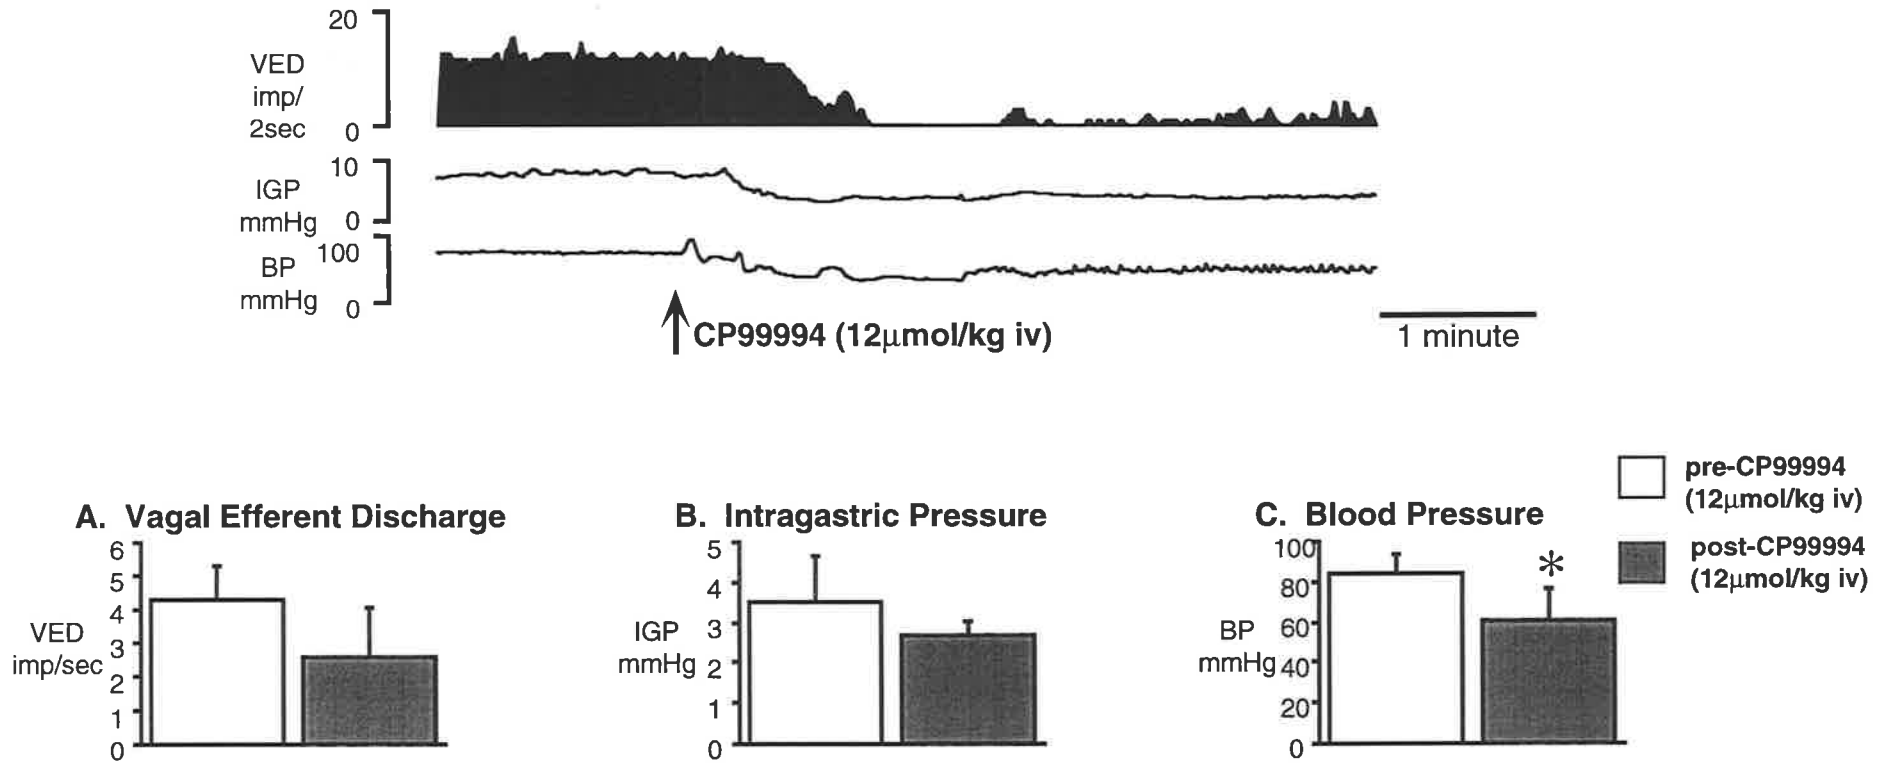 20
VED
imp/
2sec
0
10
IGP
mmHg
0
100
BP
mmHg
0
CP99994 (12μmol/kg iv)
1 minute
pre-CP99994
(12μmol/kg iv)
post-CP99994
(12μmol/kg iv)
A. Vagal Efferent Discharge
6
5
4
3
2
1
0
VED
imp/sec
B. Intragastric Pressure
5
4
3
2
1
0
IGP
mmHg
C. Blood Pressure
100
80
60
40
20
0
BP
mmHg
*